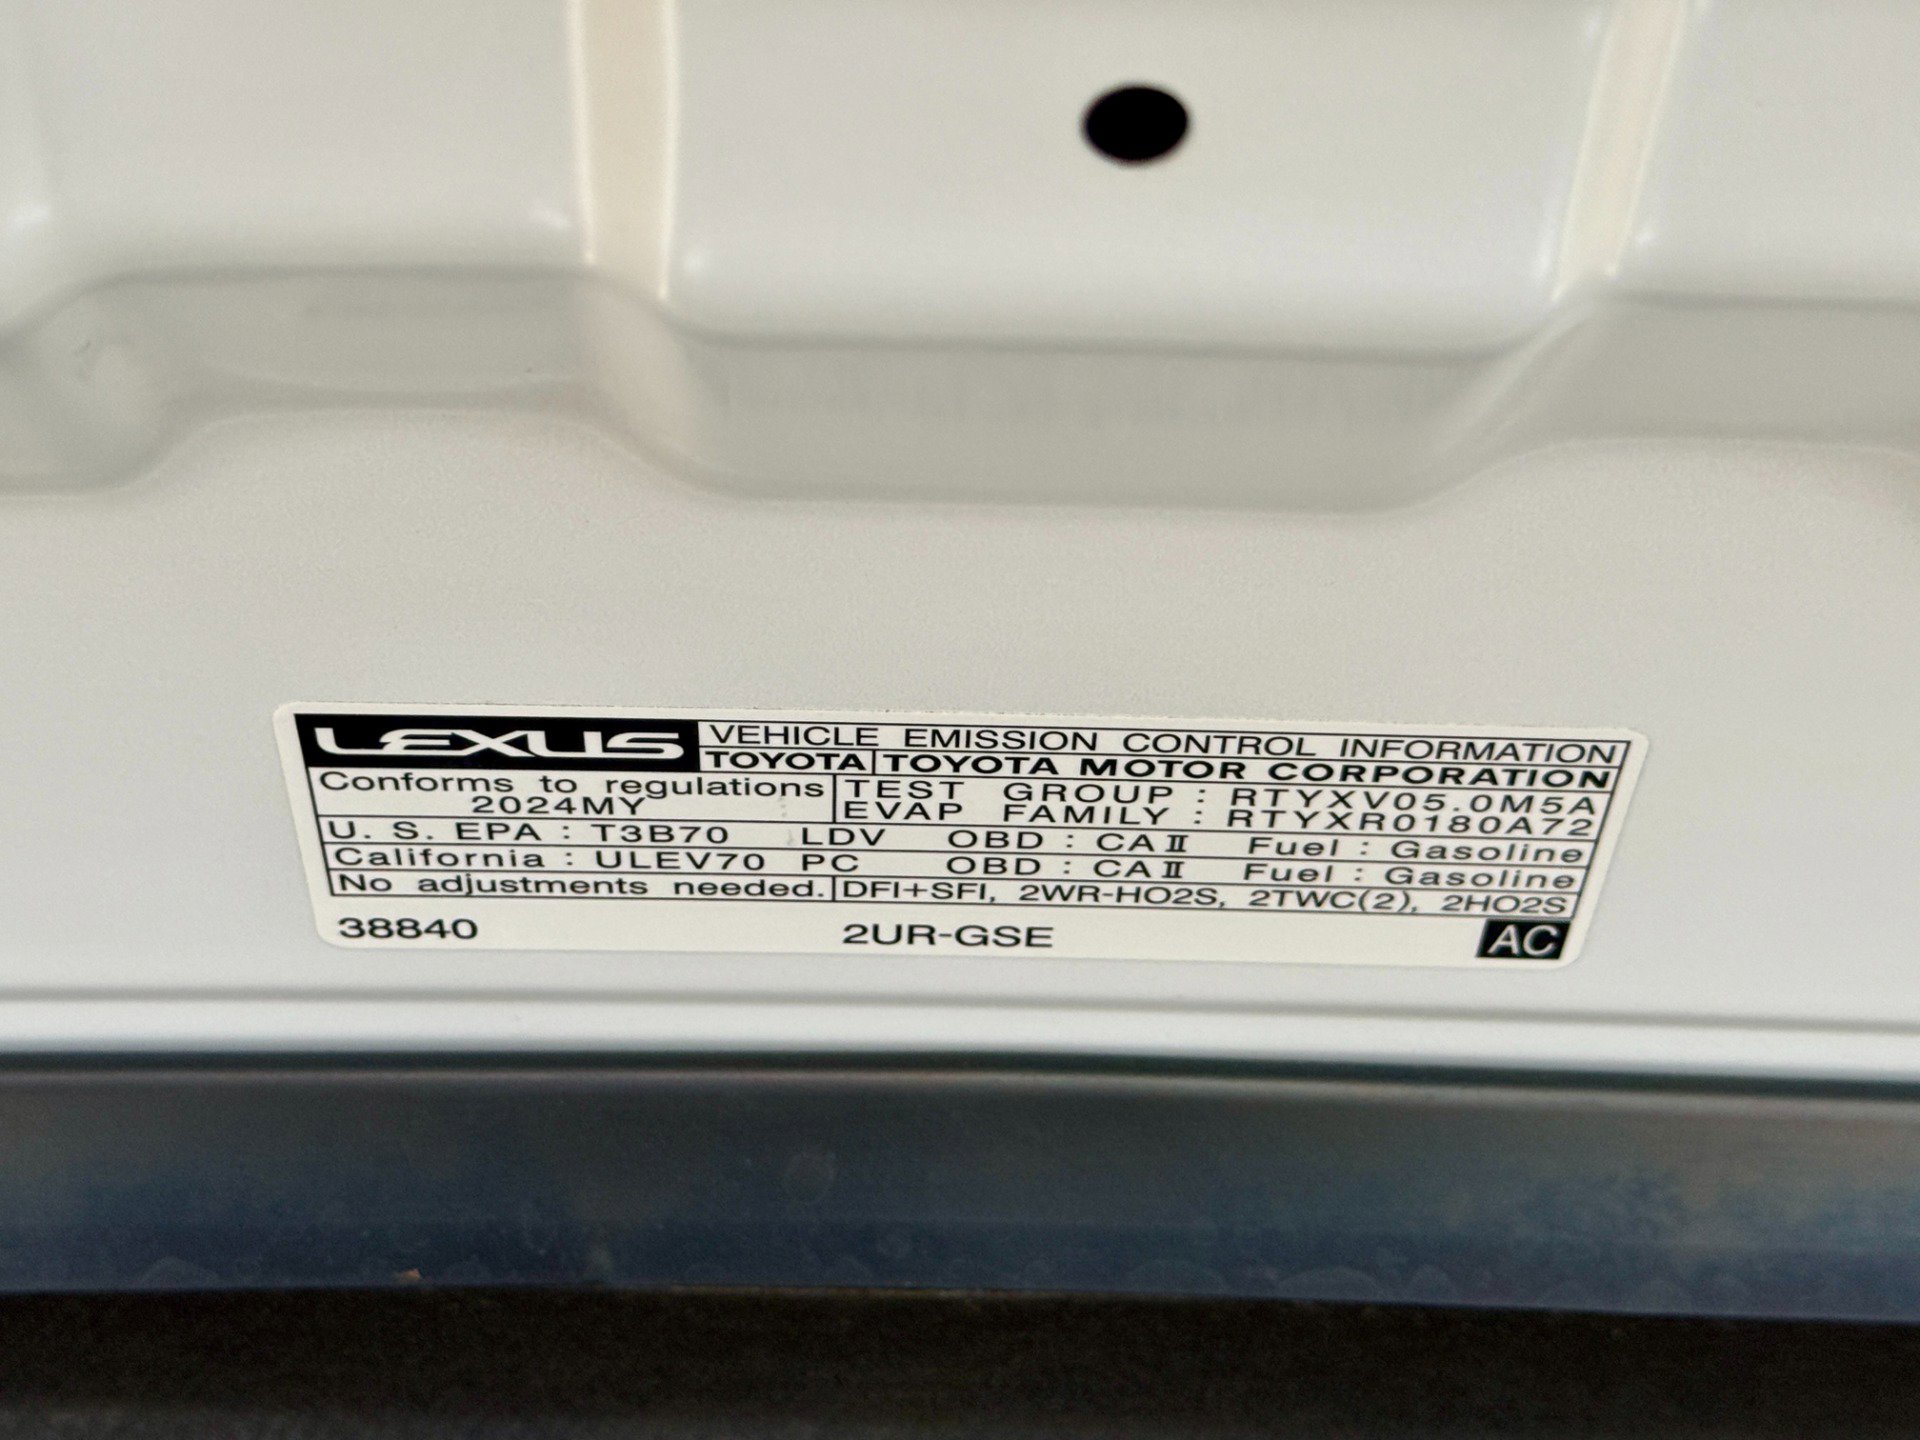 LEXUS VEHICLE EMISSION CONTROL INFORMATION
TOYOTA TOYOTA MOTOR CORPORATION
Conforms to regulations TEST GROUP : RTYXV05.0M5A
2024MY EVAP FAMILY : RTYXR0180A72
U. S. EPA : T3B70 LDV OBD : CAⅡ Fuel : Gasoline
California : ULEV70 PC OBD : CAⅡ Fuel : Gasoline
No adjustments needed. DFI+SFI, 2WR-HO2S, 2TWC(2), 2HO2S
38840 2UR-GSE AC